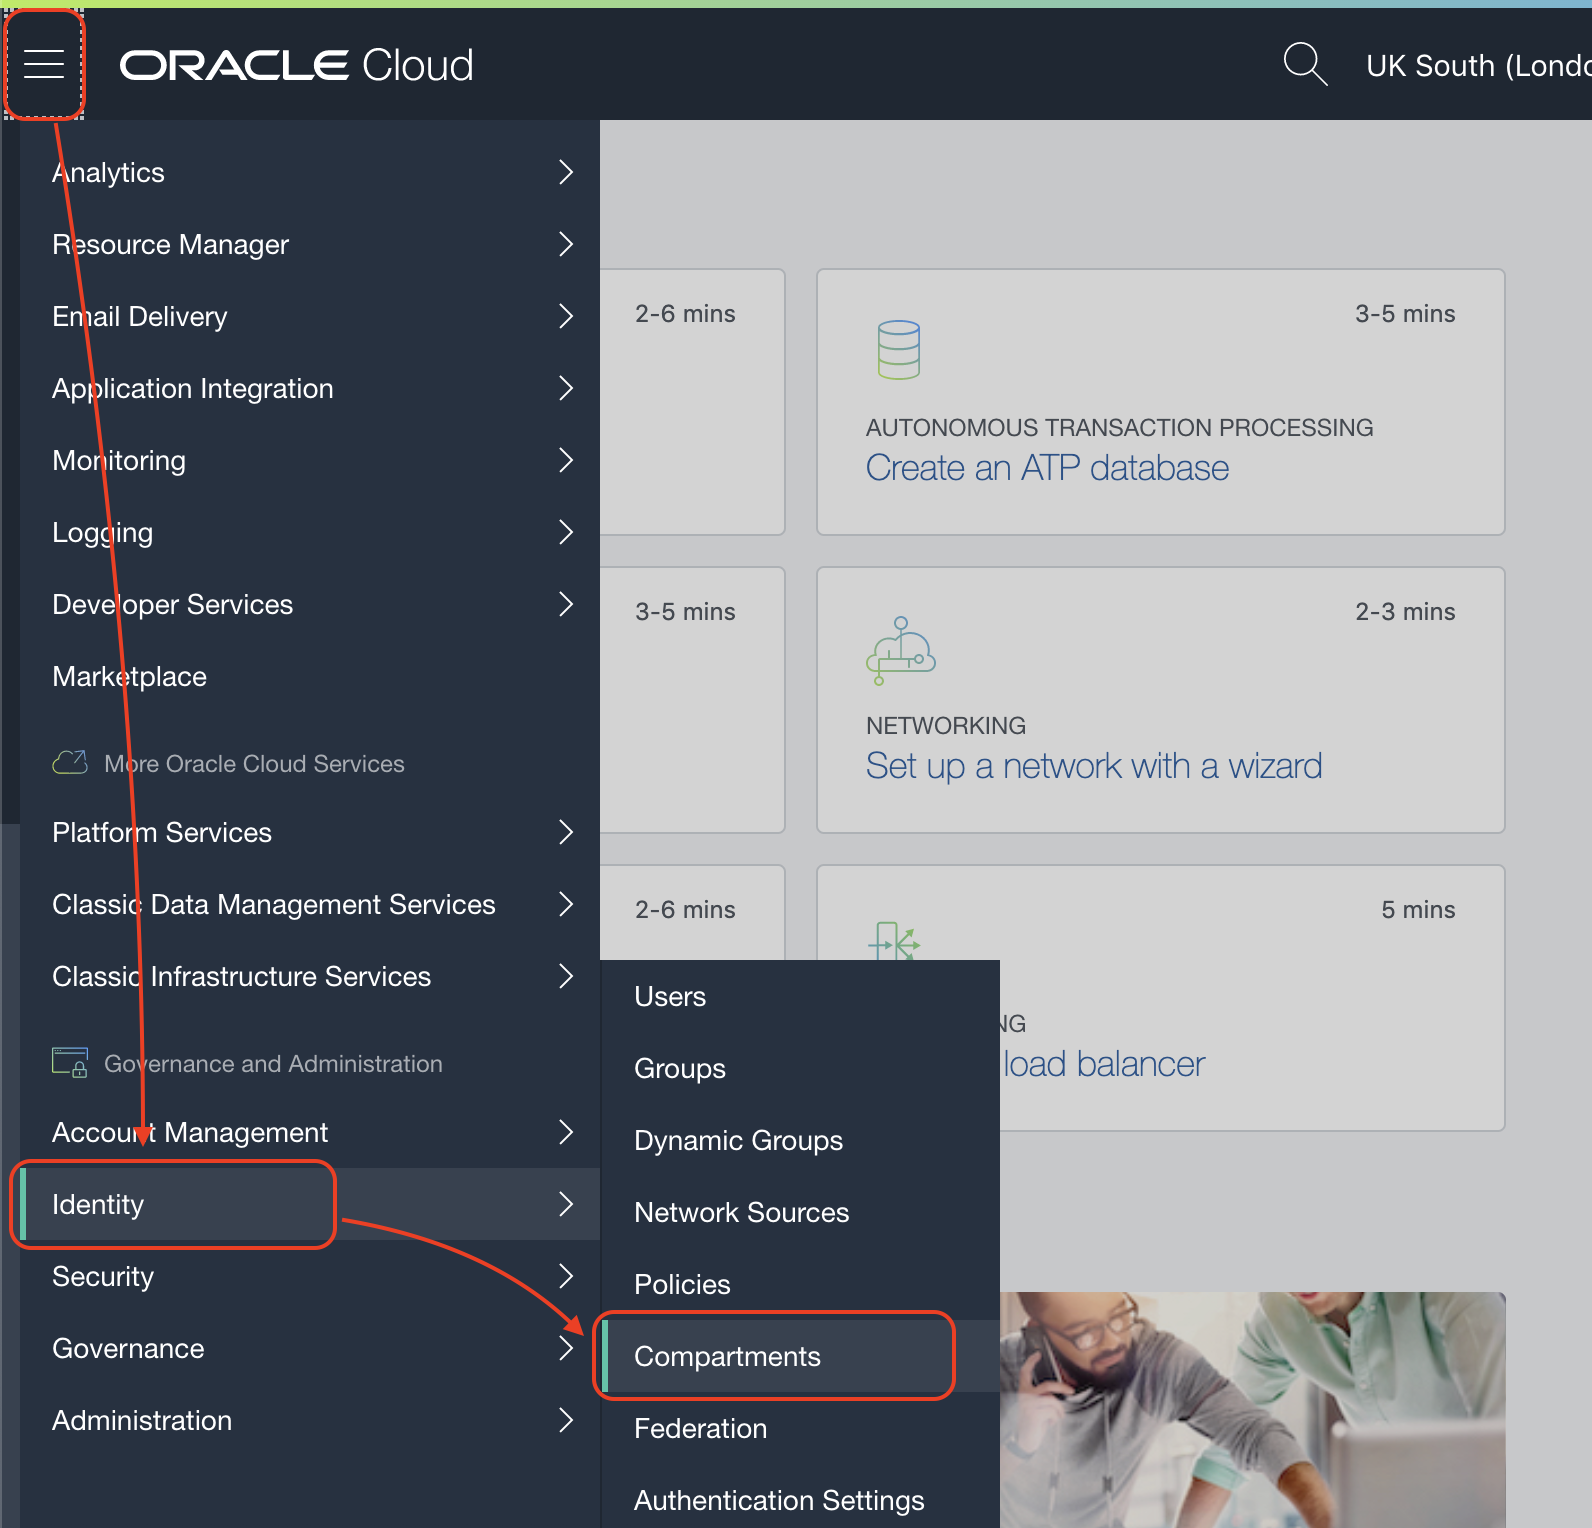 ORACLE Cloud
UK South (Londo
Analytics
Resource Manager
Email Delivery
Application Integration
Monitoring
Logging
Developer Services
Marketplace
More Oracle Cloud Services
Platform Services
Classic Data Management Services
Classic Infrastructure Services
Governance and Administration
Account Management
Identity
Security
Governance
Administration
Users
Groups
Dynamic Groups
Network Sources
Policies
Compartments
Federation
Authentication Settings
2-6 mins
3-5 mins
AUTONOMOUS TRANSACTION PROCESSING
Create an ATP database
3-5 mins
2-3 mins
NETWORKING
Set up a network with a wizard
2-6 mins
5 mins
NG
load balancer